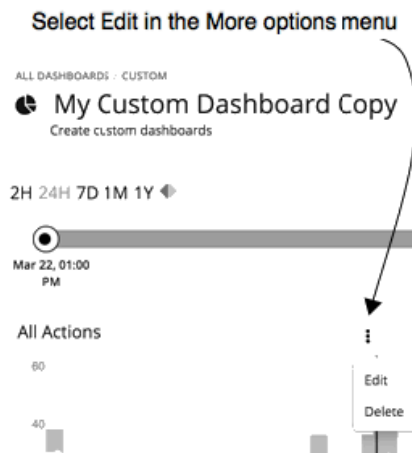 Select Edit in the More options menu
ALL DASHBOARDS / CUSTOM
My Custom Dashboard Copy
Create custom dashboards
2H 24H 7D 1M 1Y
Mar 22, 01:00
PM
All Actions
60
Edit
Delete
40